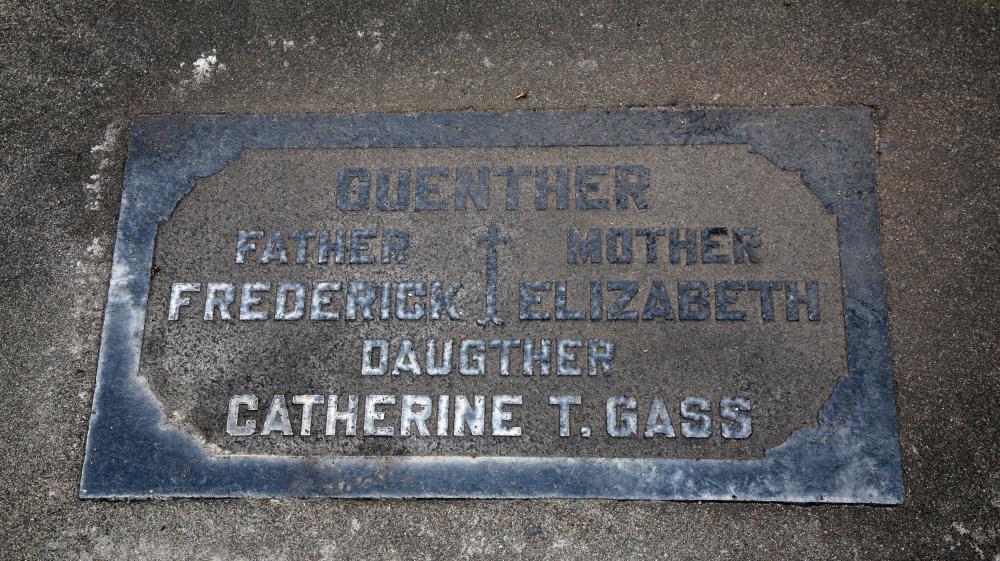 GUENTHER
FATHER MOTHER
FREDERICK ELIZABETH
DAUGTHER
CATHERINE T. GASS